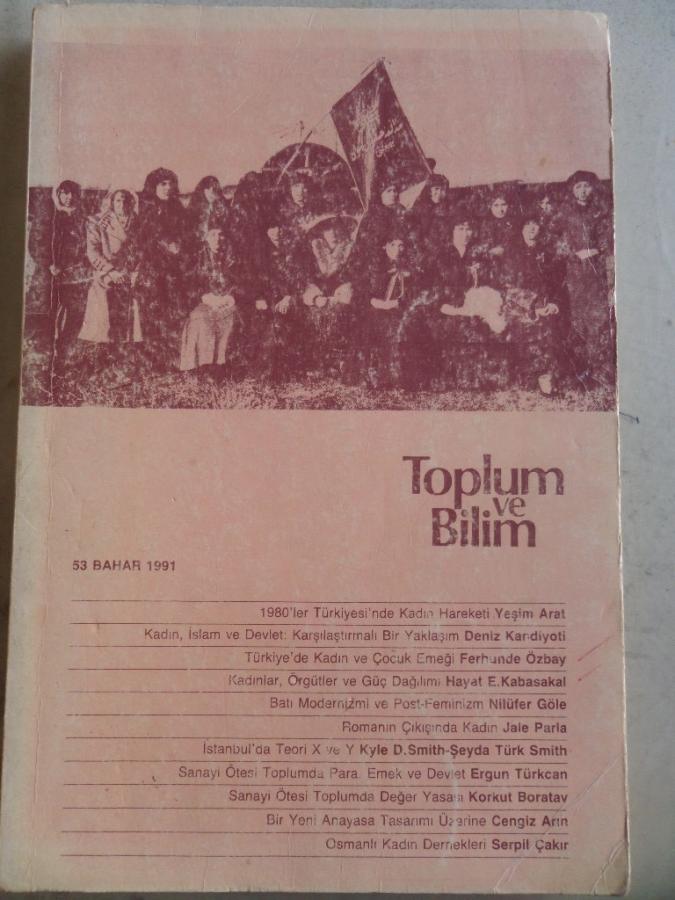 Toplum
ve
Bilim
53 BAHAR 1991
1980'ler Türkiyesi'nde Kadın Hareketi Yeşim Arat
Kadın, İslam ve Devlet: Karşılaştırmalı Bir Yaklaşım Deniz Kandiyoti
Türkiye'de Kadın ve Çocuk Emeği Ferhunde Özbay
Kadınlar, Örgütler ve Güç Dağılımı Hayat E.Kabasakal
Batı Modernizmi ve Post-Feminizm Nilüfer Göle
Romanın Çıkışında Kadın Jale Parla
İstanbul'da Teori X ve Y Kyle D.Smith-Şeyda Türk Smith
Sanayi Ötesi Toplumda Para, Emek ve Devlet Ergun Türkcan
Sanayi Ötesi Toplumda Değer Yasası Korkut Boratav
Bir Yeni Anayasa Tasarımı Üzerine Cengiz Arın
Osmanlı Kadın Dernekleri Serpil Çakır